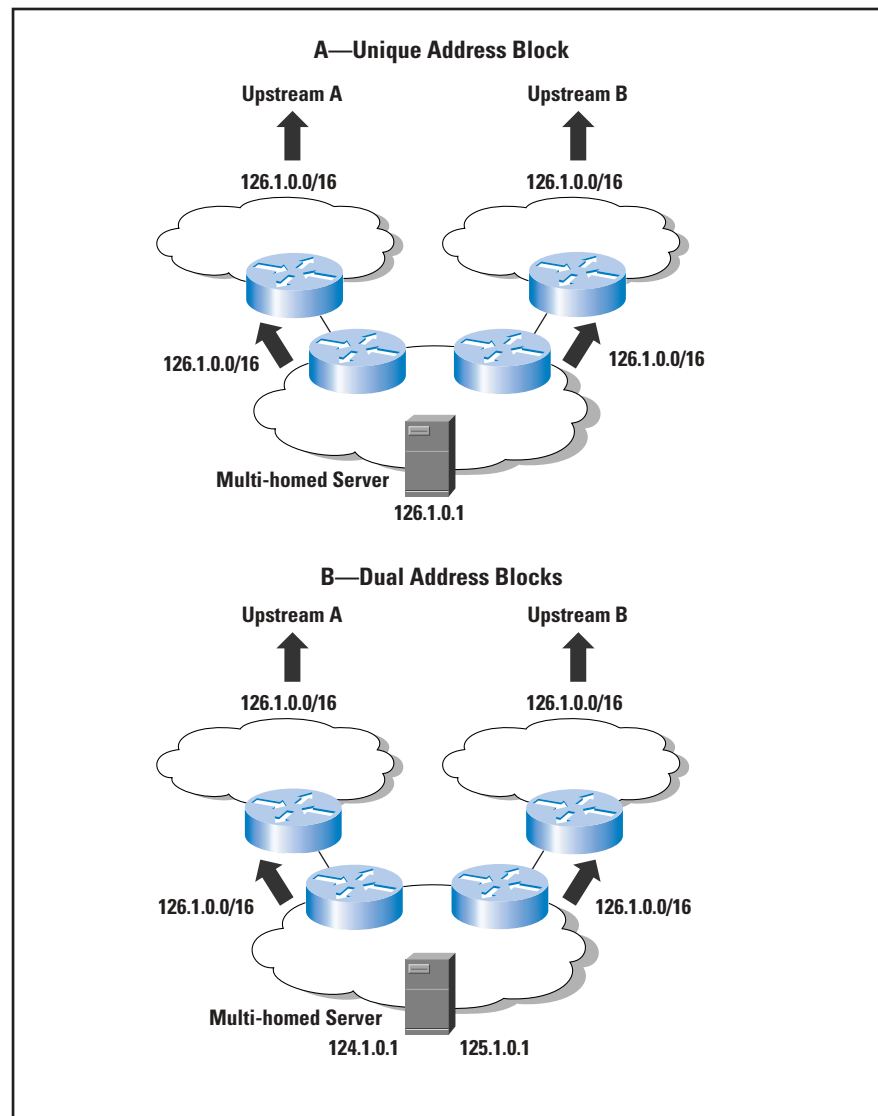 A—Unique Address Block
Upstream A
Upstream B
126.1.0.0/16
126.1.0.0/16
126.1.0.0/16
126.1.0.0/16
Multi-homed Server
126.1.0.1
B—Dual Address Blocks
Upstream A
Upstream B
126.1.0.0/16
126.1.0.0/16
126.1.0.0/16
126.1.0.0/16
Multi-homed Server
124.1.0.1
125.1.0.1